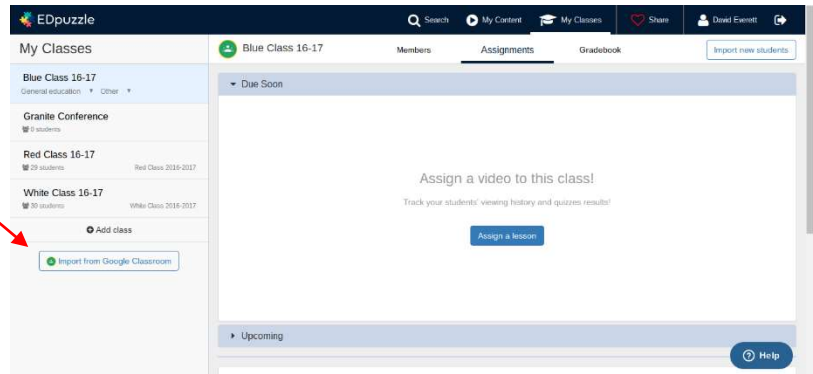 EDpuzzle Search My Content My Classes Share David Everett
My Classes Blue Class 16-17 Members Assignments Gradebook Import new students
Blue Class 16-17
General education Other
Due Soon
Granite Conference
0 students
Red Class 16-17
29 students Red Class 2016-2017
White Class 16-17
30 students White Class 2016-2017
Add class
Import from Google Classroom
Assign a video to this class!
Track your students' viewing history and quizzes results!
Assign a lesson
Upcoming
Help